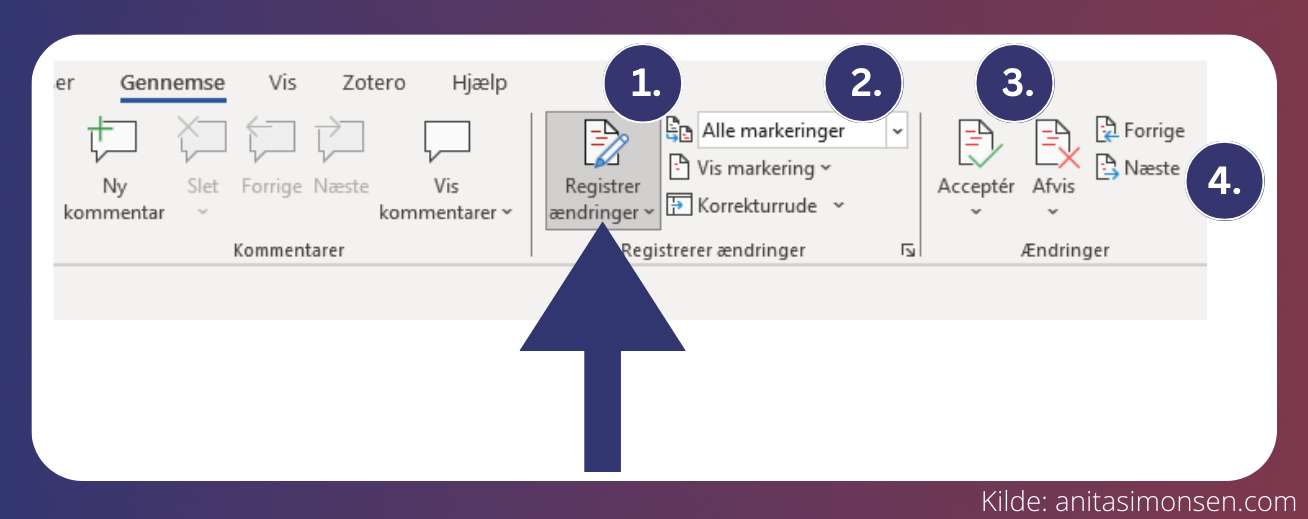 er Gennemse Vis Zotero Hjælp
1.
2.
3.
4.
Ny
kommentar
Slet
Forrige
Næste
Vis
kommentarer
Kommentarer
Registrer
ændringer
Alle markeringer
Vis markering
Korrekturrude
Registrerer ændringer
Acceptér
Afvis
Forrige
Næste
Ændringer
Kilde: anitasimonsen.com